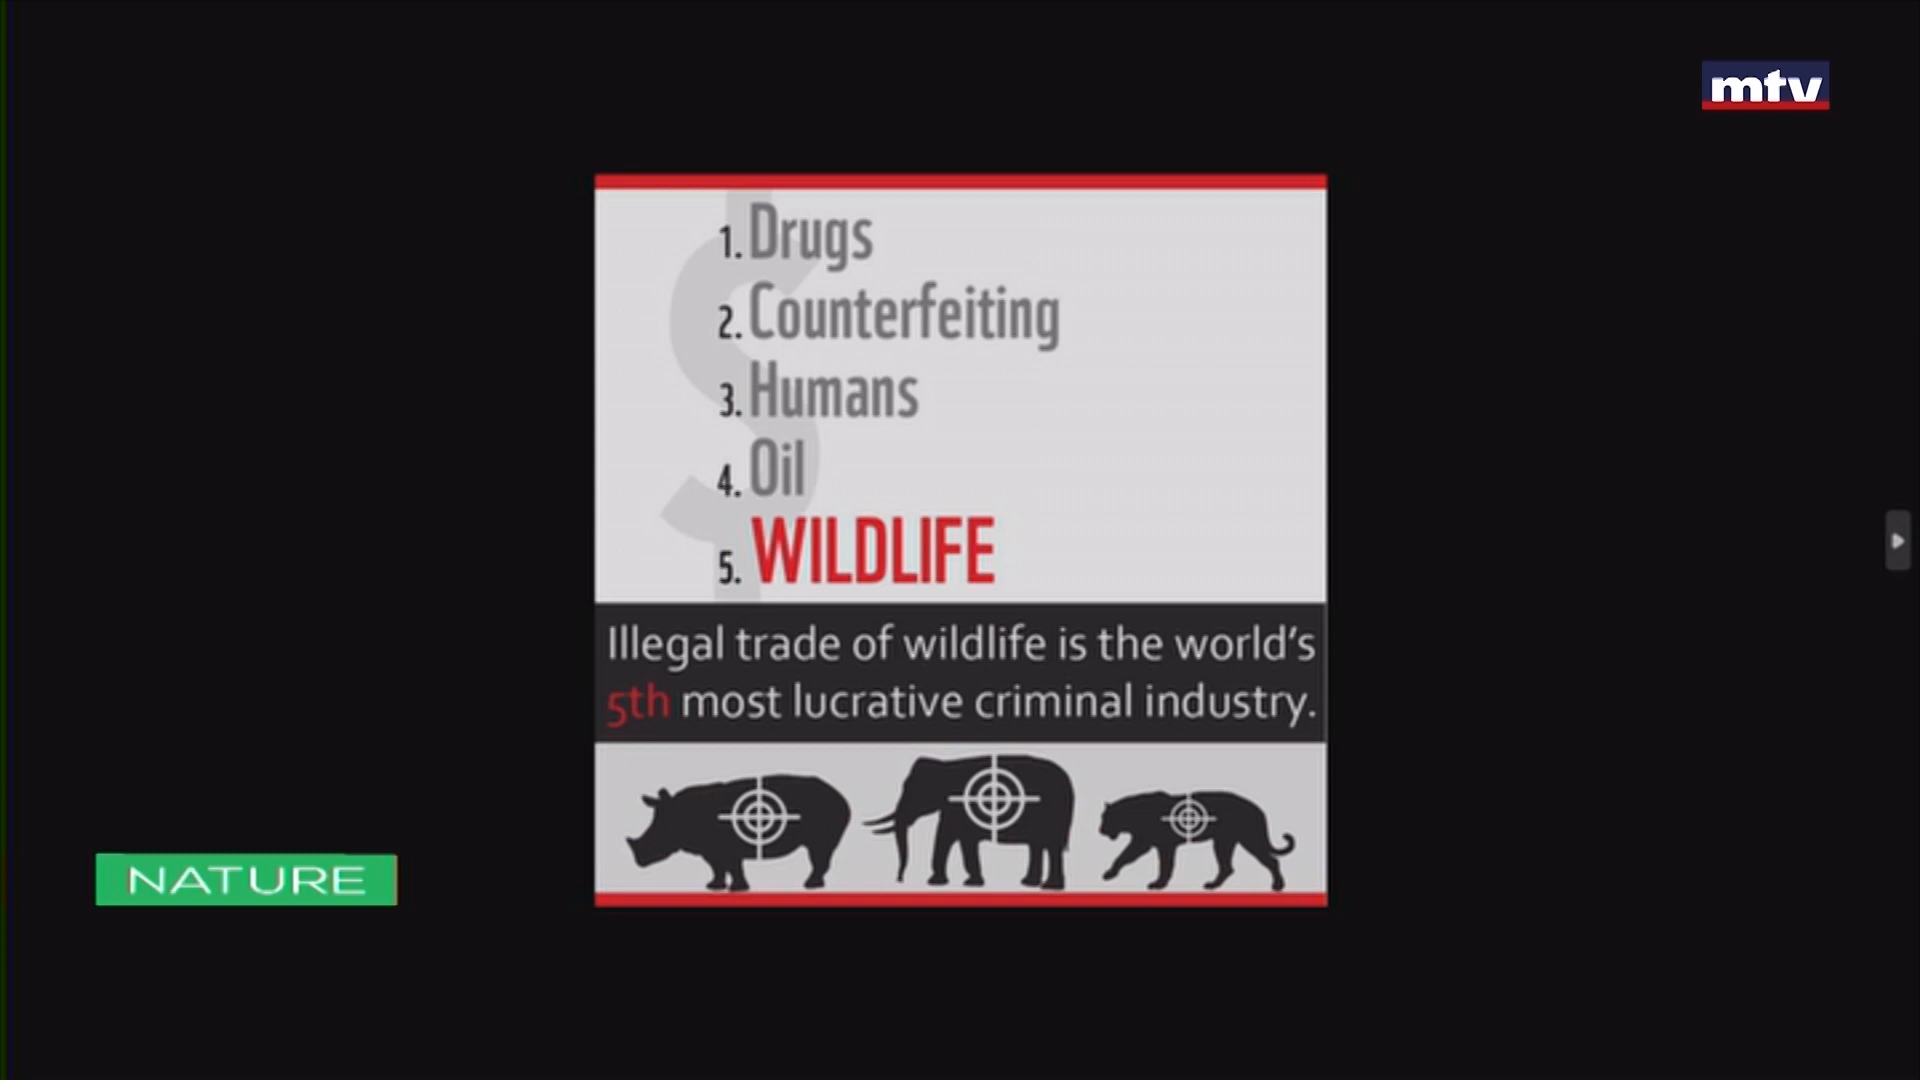 mtv
1. Drugs
2. Counterfeiting
3. Humans
4. Oil
5. WILDLIFE
Illegal trade of wildlife is the world's
5th most lucrative criminal industry.
NATURE